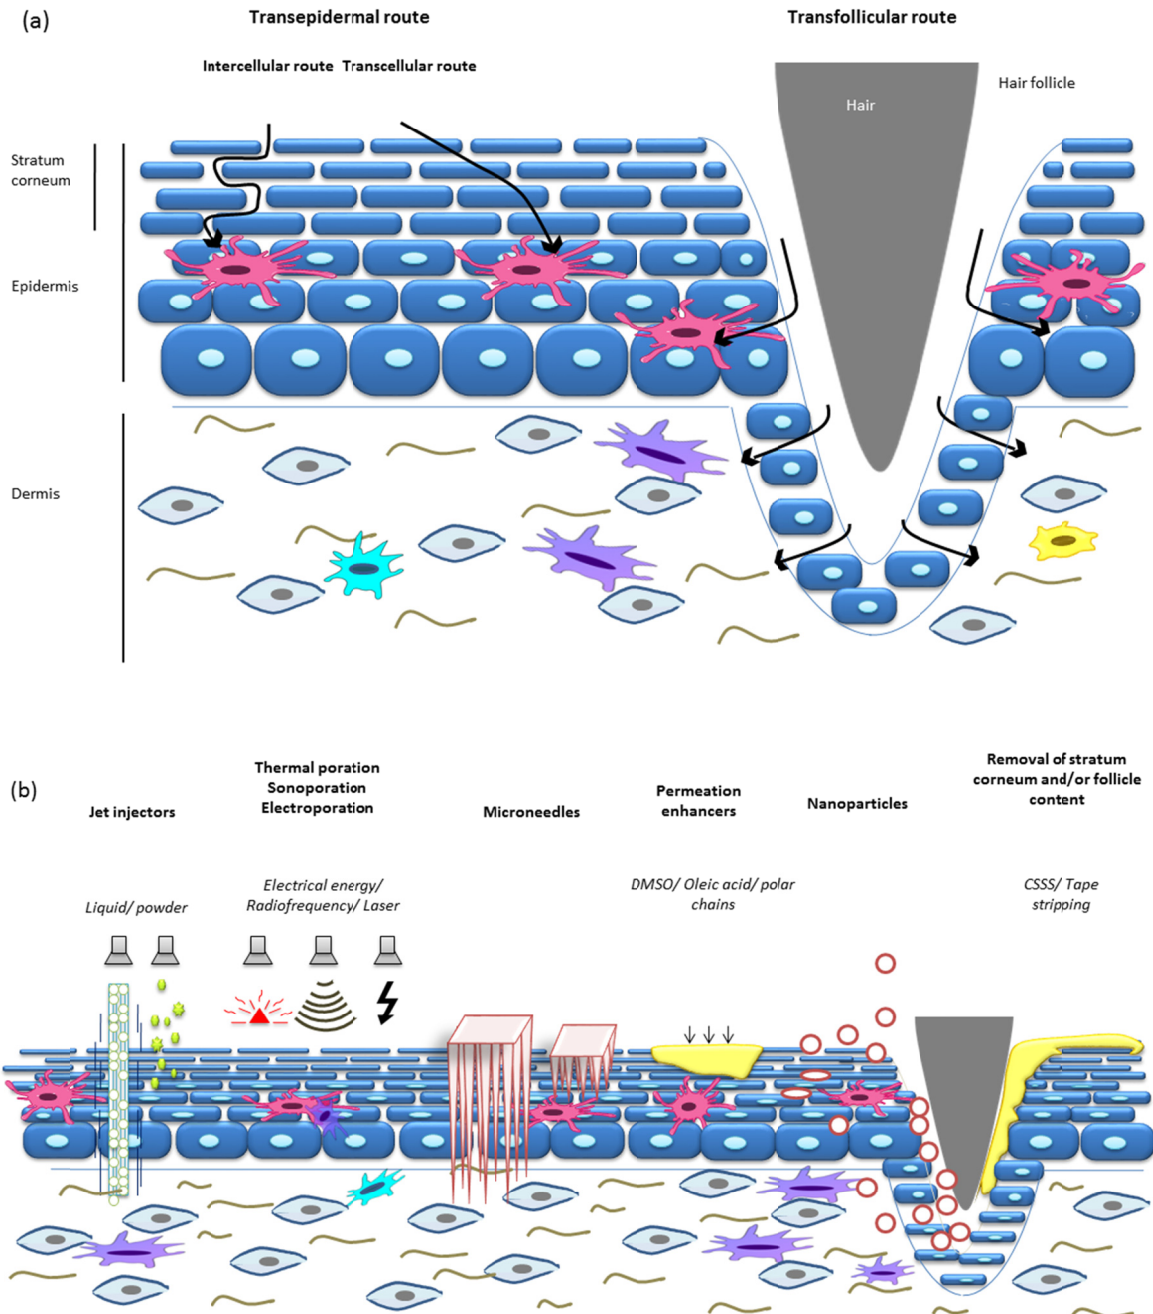 (a)
Transepidermal route
Transfollicular route
Intercellular route Transcellular route
Hair follicle
Hair
Stratum
corneum
Epidermis
Dermis
(b)
Jet injectors
Thermal poration
Sonoporation
Electroporation
Microneedles
Permeation
enhancers
Nanoparticles
Removal of stratum
corneum and/or follicle
content
Liquid/ powder
Electrical energy/
Radiofrequency/ Laser
DMSO/ Oleic acid/ polar
chains
CSSS/ Tape
stripping